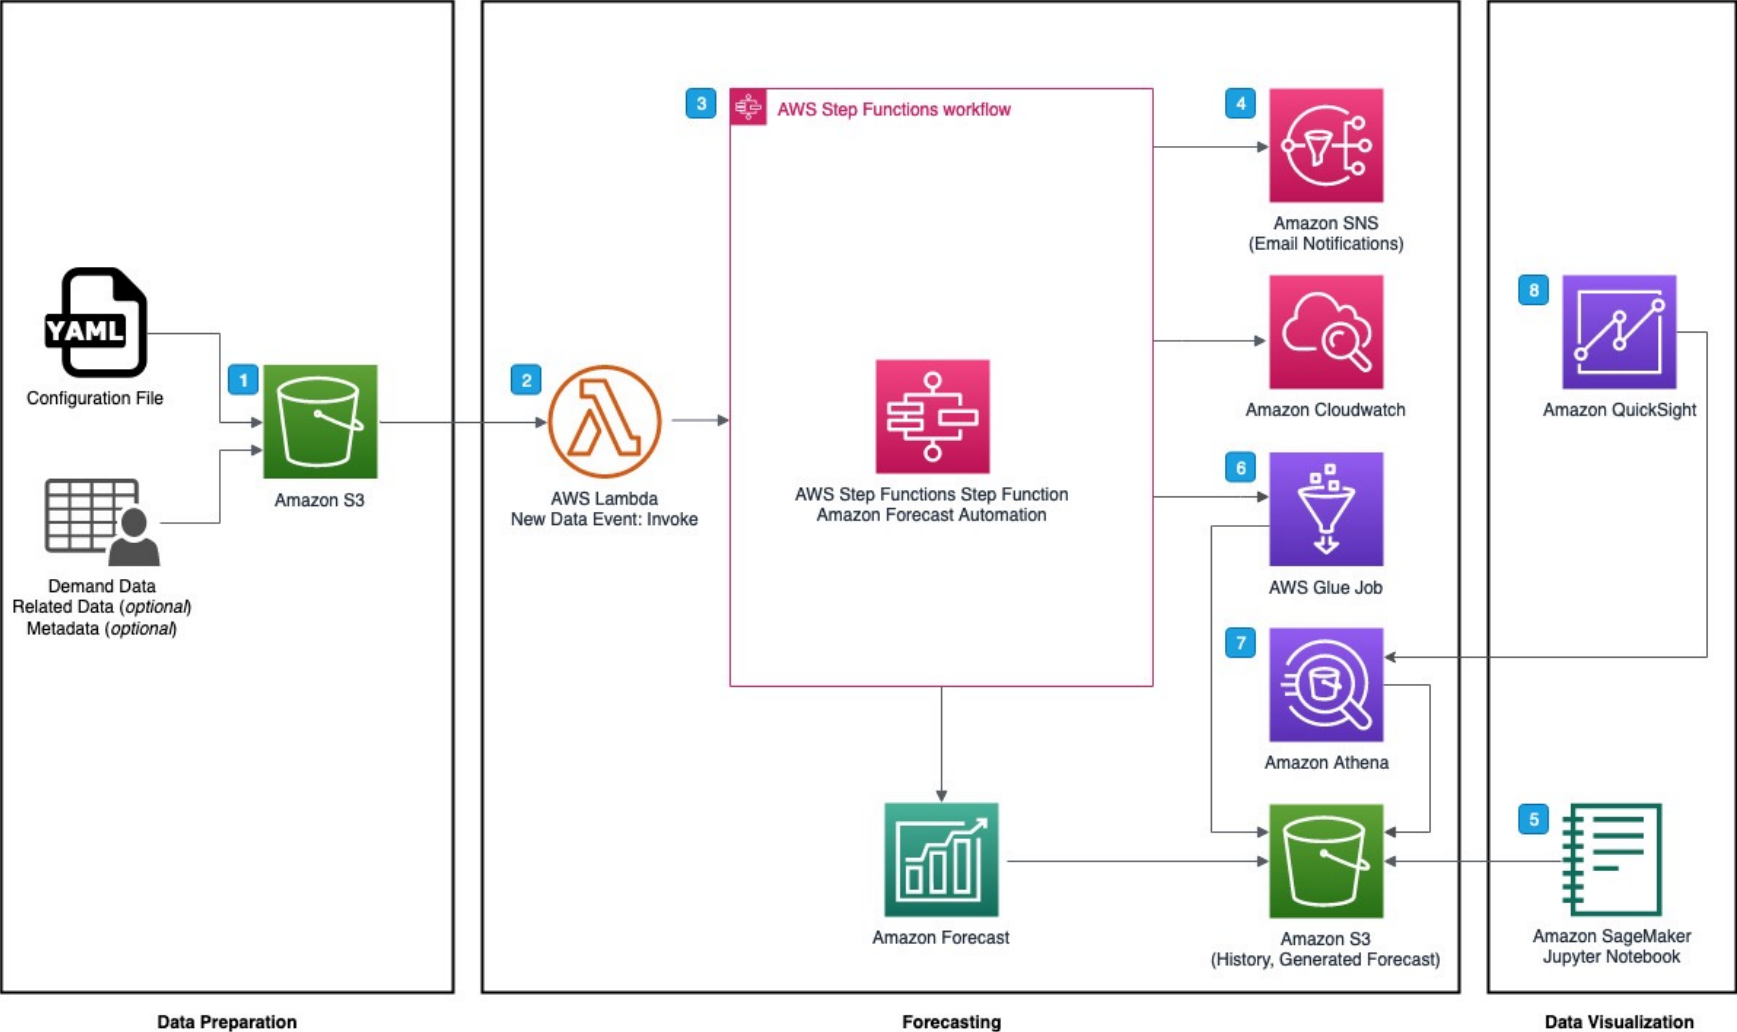 YAML
Configuration File
1
Amazon S3
Demand Data
Related Data (optional)
Metadata (optional)
Data Preparation
2
AWS Lambda
New Data Event: Invoke
3
AWS Step Functions workflow
AWS Step Functions Step Function
Amazon Forecast Automation
Amazon Forecast
4
Amazon SNS
(Email Notifications)
Amazon Cloudwatch
6
AWS Glue Job
7
Amazon Athena
Amazon S3
(History, Generated Forecast)
Forecasting
8
Amazon QuickSight
5
Amazon SageMaker
Jupyter Notebook
Data Visualization